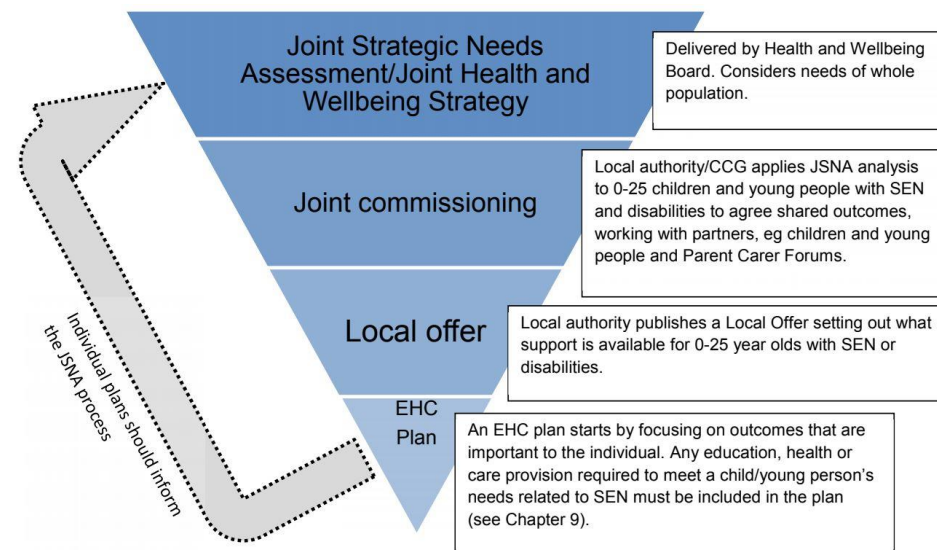 Joint Strategic Needs
Assessment/Joint Health and
Wellbeing Strategy
Delivered by Health and Wellbeing
Board. Considers needs of whole
population.
Joint commissioning
Local authority/CCG applies JSNA analysis
to 0-25 children and young people with SEN
and disabilities to agree shared outcomes,
working with partners, eg children and young
people and Parent Carer Forums.
Local offer
Local authority publishes a Local Offer setting out what
support is available for 0-25 year olds with SEN or
disabilities.
EHC
Plan
An EHC plan starts by focusing on outcomes that are
important to the individual. Any education, health or
care provision required to meet a child/young person's
needs related to SEN must be included in the plan
(see Chapter 9).
Individual plans should inform
the JSNA process